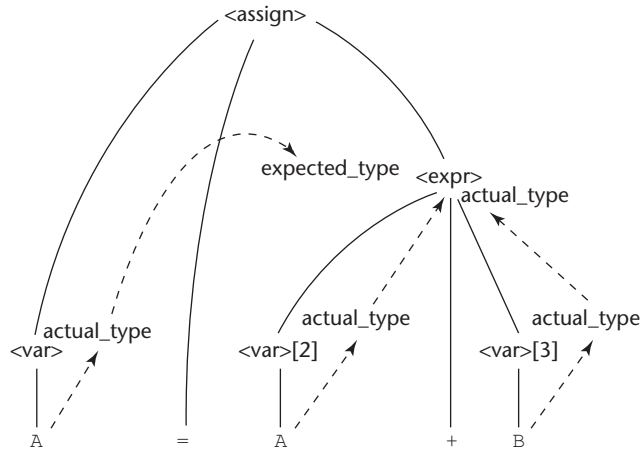 <assign>
expected_type
<expr>
actual_type
actual_type
<var>
actual_type
<var>[2]
actual_type
<var>[3]
A
=
A
+
B